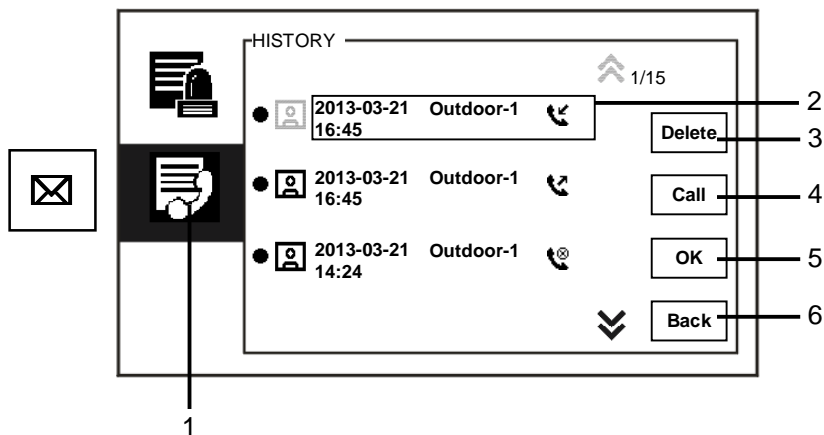 HISTORY
1/15
2013-03-21 Outdoor-1
16:45
2
Delete
3
2013-03-21 Outdoor-1
16:45
Call
4
2013-03-21 Outdoor-1
14:24
OK
5
Back
6
1